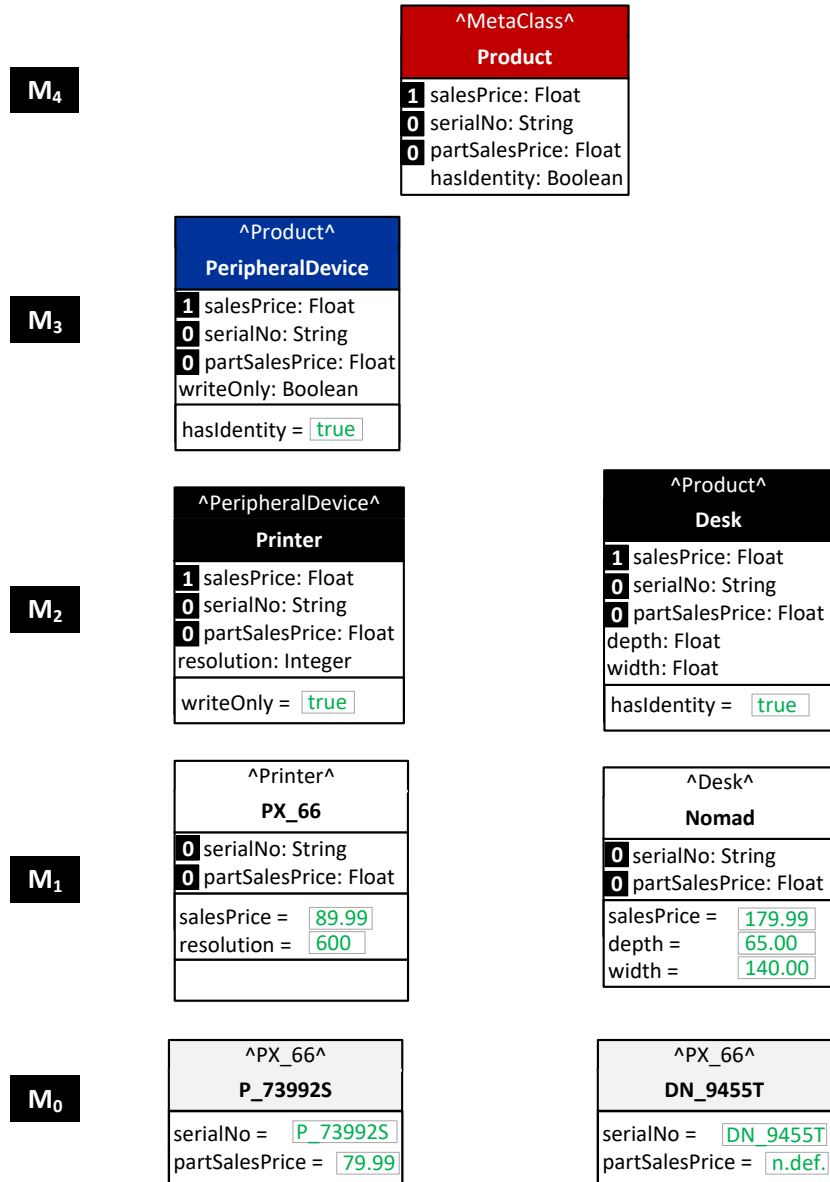 ^MetaClass^
Product
M₄
1 salesPrice: Float
0 serialNo: String
0 partSalesPrice: Float
hasIdentity: Boolean
^Product^
PeripheralDevice
M₃
1 salesPrice: Float
0 serialNo: String
0 partSalesPrice: Float
writeOnly: Boolean
hasIdentity = true
M₂
^PeripheralDevice^
Printer
1 salesPrice: Float
0 serialNo: String
0 partSalesPrice: Float
resolution: Integer
writeOnly = true
^Product^
Desk
1 salesPrice: Float
0 serialNo: String
0 partSalesPrice: Float
depth: Float
width: Float
hasIdentity = true
M₁
^Printer^
PX_66
0 serialNo: String
0 partSalesPrice: Float
salesPrice = 89.99
resolution = 600
^Desk^
Nomad
0 serialNo: String
0 partSalesPrice: Float
salesPrice = 179.99
depth = 65.00
width = 140.00
M₀
^PX_66^
P_73992S
serialNo = P_73992S
partSalesPrice = 79.99
^PX_66^
DN_9455T
serialNo = DN_9455T
partSalesPrice = n.def.